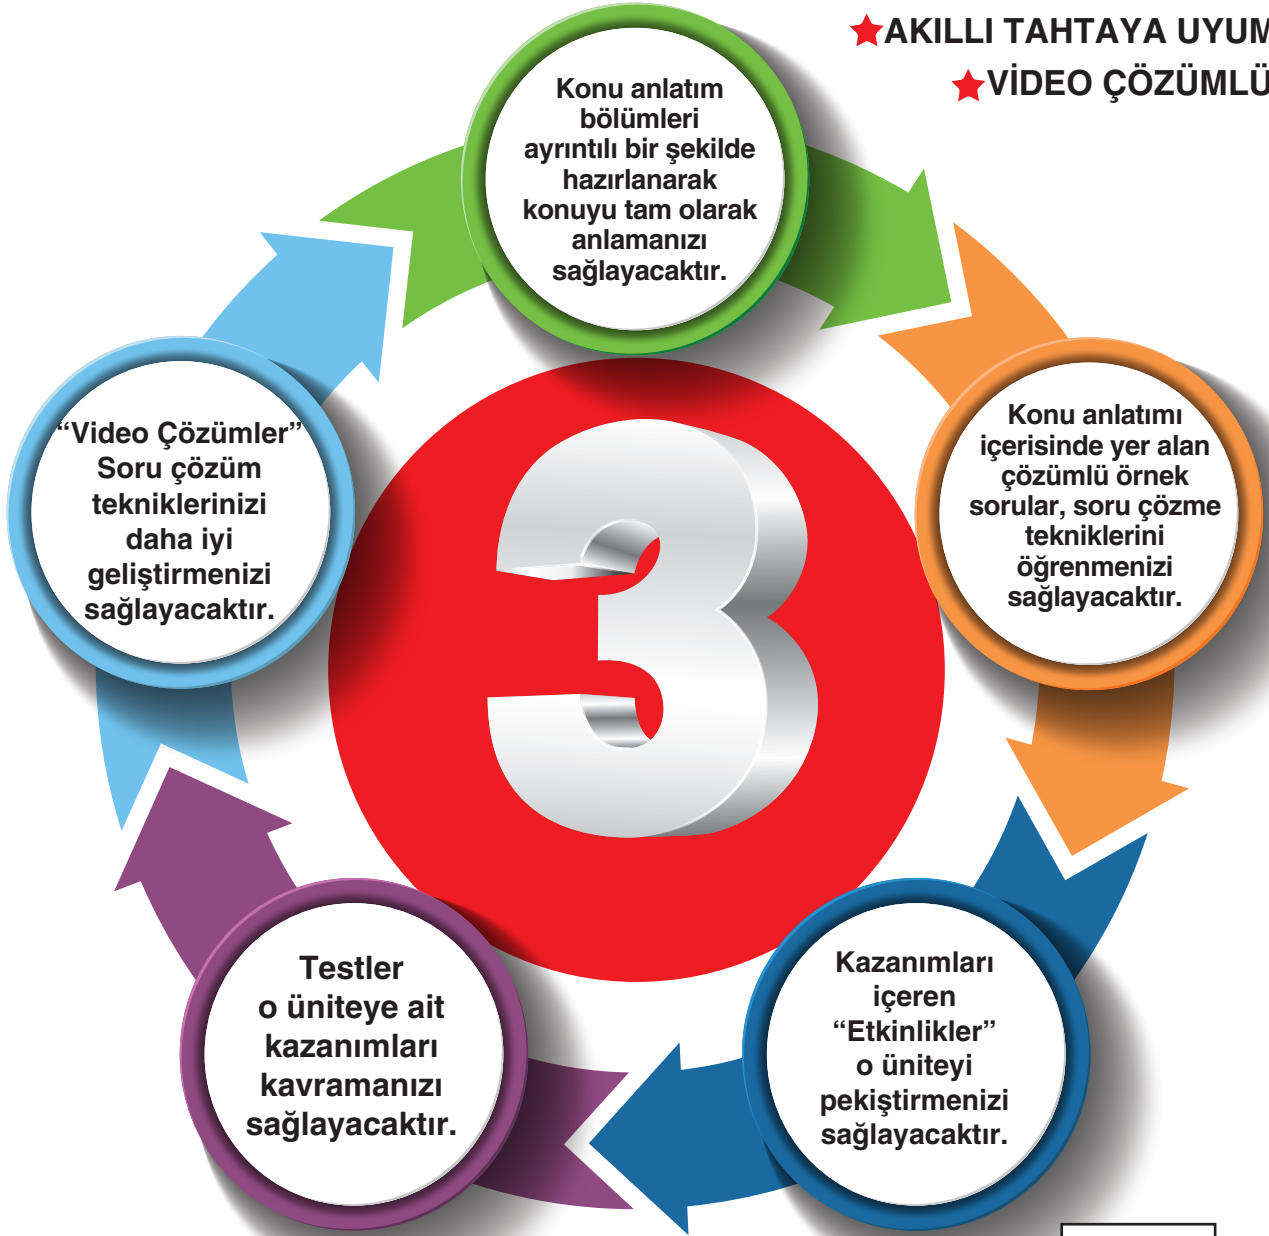 AKILLI TAHTAYA UYUM
VİDEO ÇÖZÜMLÜ
Konu anlatım
bölümleri
ayrıntılı bir şekilde
hazırlanarak
konuyu tam olarak
anlamanızı
sağlayacaktır.
Konu anlatımı
içerisinde yer alan
çözümlü örnek
sorular, soru çözme
tekniklerini
öğrenmenizi
sağlayacaktır.
Kazanımları
içeren
“Etkinlikler”
o üniteyi
pekiştirmenizi
sağlayacaktır.
Testler
o üniteye ait
kazanımları
kavramanızı
sağlayacaktır.
“Video Çözümler”
Soru çözüm
tekniklerinizi
daha iyi
geliştirmenizi
sağlayacaktır.
3